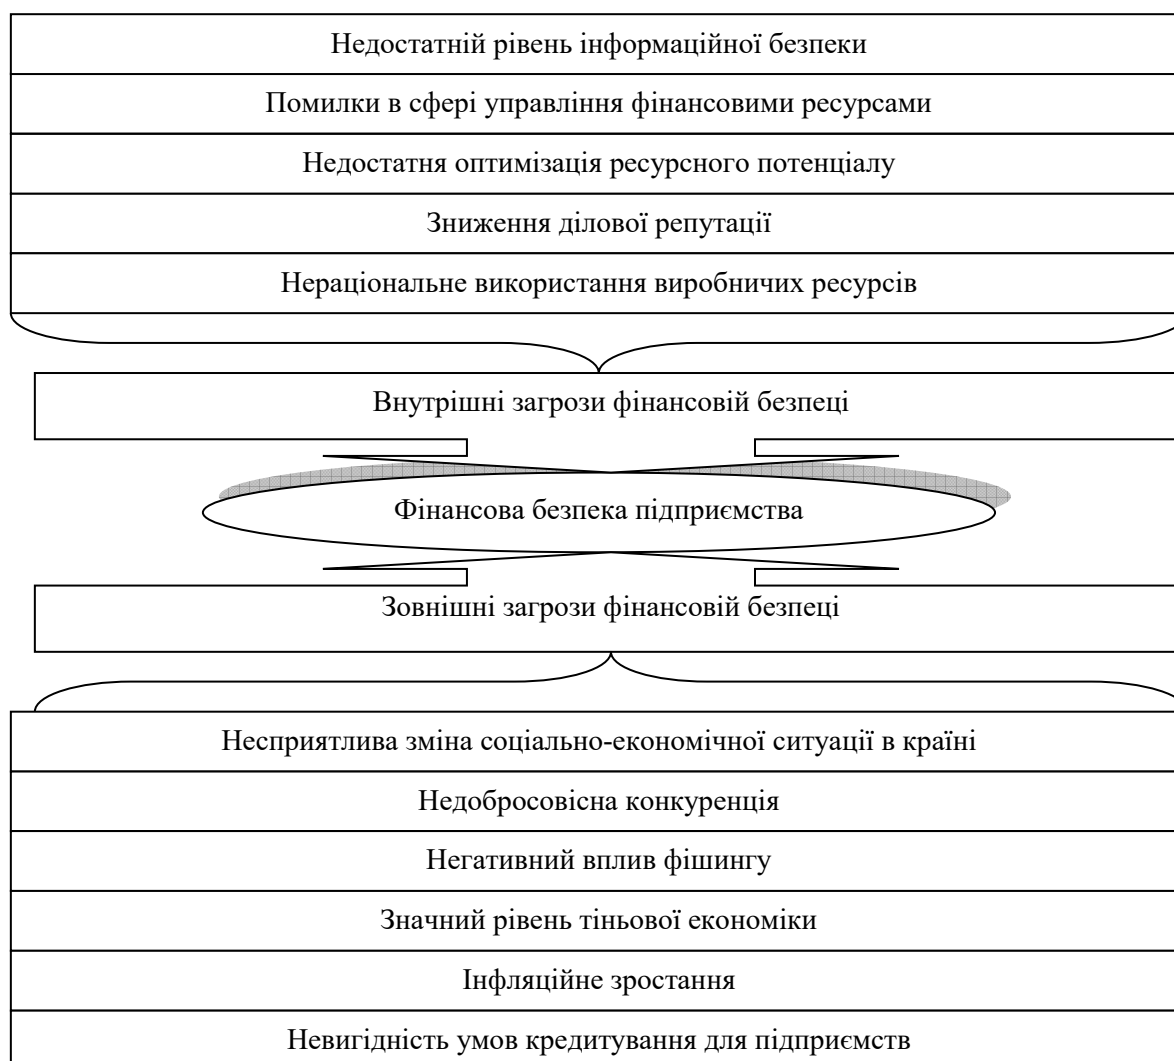 Недостатній рівень інформаційної безпеки
Помилки в сфері управління фінансовими ресурсами
Недостатня оптимізація ресурсного потенціалу
Зниження ділової репутації
Нераціональне використання виробничих ресурсів
Внутрішні загрози фінансовій безпеці
Фінансова безпека підприємства
Зовнішні загрози фінансовій безпеці
Несприятлива зміна соціально-економічної ситуації в країні
Недобросовісна конкуренція
Негативний вплив фішингу
Значний рівень тіньової економіки
Інфляційне зростання
Невигідність умов кредитування для підприємств